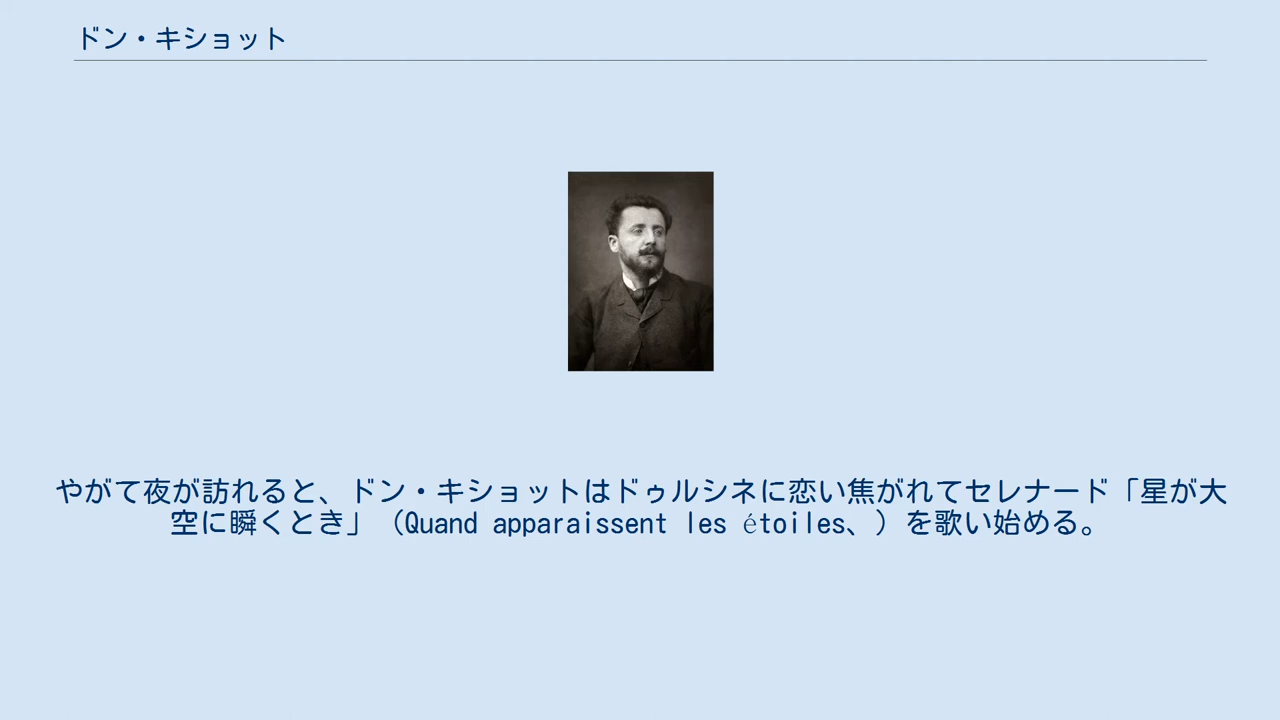 ドン・キショット
やがて夜が訪れると、ドン・キショットはドゥルシネに恋い焦がれてセレナード「星が大
空に瞬くとき」（Quand apparaissent les étoiles、）を歌い始める。